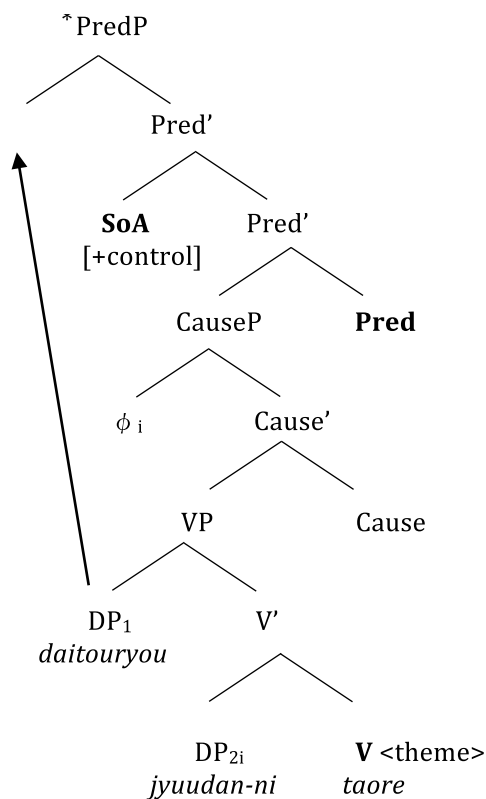 *PredP
Pred’
SoA Pred’
[+control]
CauseP Pred
ϕ i Cause’
VP Cause
DP₁ V’
daitouryou
DP₂ᵢ V <theme>
jyuudan-ni taore